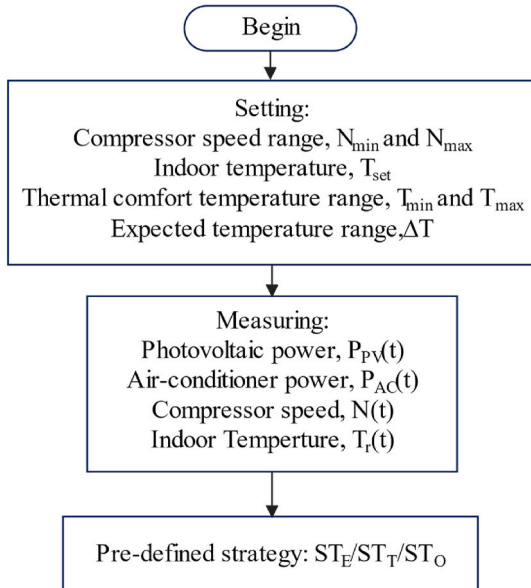 Begin
Setting:
Compressor speed range, Nmin and Nmax
Indoor temperature, Tset
Thermal comfort temperature range, Tmin and Tmax
Expected temperature range,ΔT
Measuring:
Photovoltaic power, PPV(t)
Air-conditioner power, PAC(t)
Compressor speed, N(t)
Indoor Temperture, Tr(t)
Pre-defined strategy: STE/STT/STO